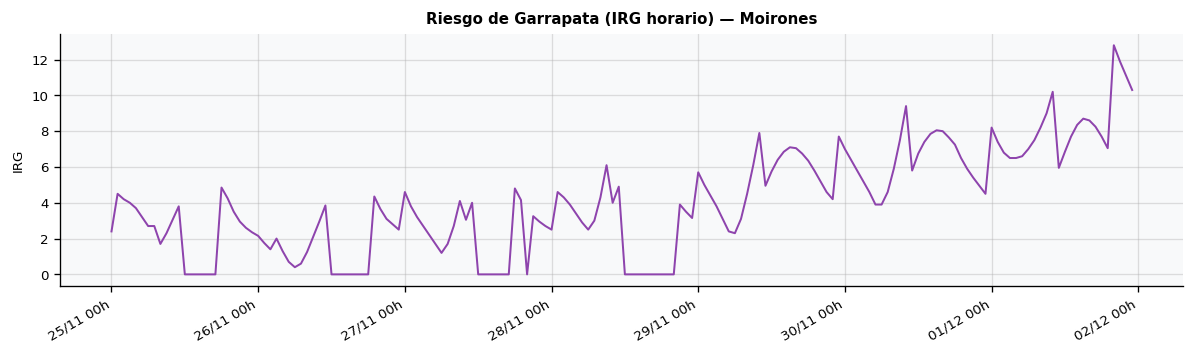 Riesgo de Garrapata (IRG horario) — Moirones
IRG
12
10
8
6
4
2
0
25/11 00h
26/11 00h
27/11 00h
28/11 00h
29/11 00h
30/11 00h
01/12 00h
02/12 00h